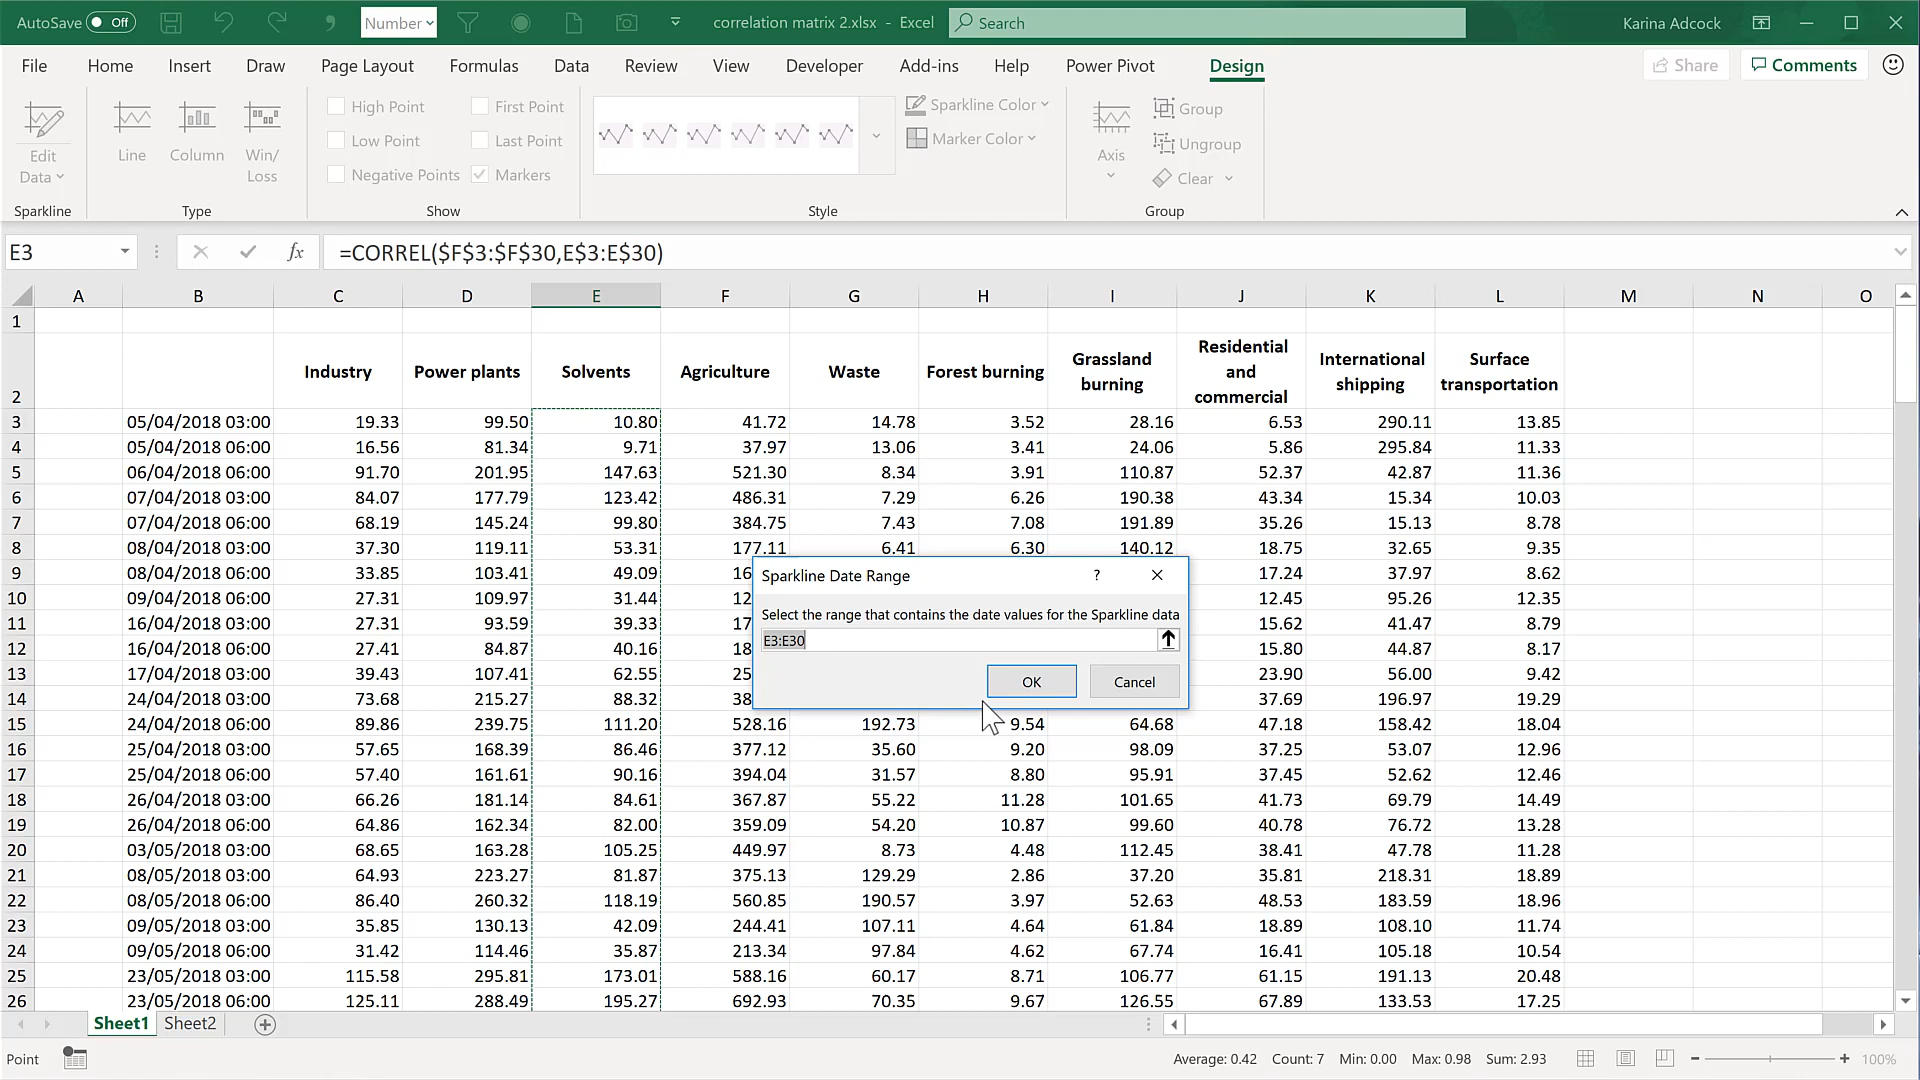 AutoSave Off Number correlation matrix 2.xlsx - Excel Search Karina Adcock
File Home Insert Draw Page Layout Formulas Data Review View Developer Add-ins Help Power Pivot Design Share Comments
Edit Data
Line Column Win/Loss
High Point First Point
Low Point Last Point
Negative Points Markers
Sparkline Color
Marker Color
Axis
Group
Ungroup
Clear
Sparkline Type Show Style Group
E3 fx =CORREL($F$3:$F$30,E$3:E$30)
A B C D E F G H I J K L M N O
1
2 Industry Power plants Solvents Agriculture Waste Forest burning Grassland burning Residential and commercial International shipping Surface transportation
3 05/04/2018 03:00 19.33 99.50 10.80 41.72 14.78 3.52 28.16 6.53 290.11 13.85
4 05/04/2018 06:00 16.56 81.34 9.71 37.97 13.06 3.41 24.06 5.86 295.84 11.33
5 06/04/2018 06:00 91.70 201.95 147.63 521.30 8.34 3.91 110.87 52.37 42.87 11.36
6 07/04/2018 03:00 84.07 177.79 123.42 486.31 7.29 6.26 190.38 43.34 15.34 10.03
7 07/04/2018 06:00 68.19 145.24 99.80 384.75 7.43 7.08 191.89 35.26 15.13 8.78
8 08/04/2018 03:00 37.30 119.11 53.31 177.11 6.41 6.30 140.12 18.75 32.65 9.35
9 08/04/2018 06:00 33.85 103.41 49.09 16 17.24 37.97 8.62
10 09/04/2018 06:00 27.31 109.97 31.44 12 12.45 95.26 12.35
11 16/04/2018 03:00 27.31 93.59 39.33 17 15.62 41.47 8.79
12 16/04/2018 06:00 27.41 84.87 40.16 18 15.80 44.87 8.17
13 17/04/2018 03:00 39.43 107.41 62.55 25 23.90 56.00 9.42
14 24/04/2018 03:00 73.68 215.27 88.32 38 37.69 196.97 19.29
15 24/04/2018 06:00 89.86 239.75 111.20 528.16 192.73 9.54 64.68 47.18 158.42 18.04
16 25/04/2018 03:00 57.65 168.39 86.46 377.12 35.60 9.20 98.09 37.25 53.07 12.96
17 25/04/2018 06:00 57.40 161.61 90.16 394.04 31.57 8.80 95.91 37.45 52.62 12.46
18 26/04/2018 03:00 66.26 181.14 84.61 367.87 55.22 11.28 101.65 41.73 69.79 14.49
19 26/04/2018 06:00 64.86 162.34 82.00 359.09 54.20 10.87 99.60 40.78 76.72 13.28
20 03/05/2018 06:00 68.65 163.28 105.25 449.97 8.73 4.48 112.45 38.41 47.78 11.28
21 08/05/2018 03:00 64.93 223.27 81.87 375.13 129.29 2.86 37.20 35.81 218.31 18.89
22 08/05/2018 06:00 86.40 260.32 118.19 560.85 190.57 3.97 52.63 48.53 183.59 18.96
23 09/05/2018 03:00 35.85 130.13 42.09 244.41 107.11 4.64 61.84 18.89 108.10 11.74
24 09/05/2018 06:00 31.42 114.46 35.87 213.34 97.84 4.62 67.74 16.41 105.18 10.54
25 23/05/2018 03:00 115.58 295.81 173.01 588.16 60.17 8.71 106.77 61.15 191.13 20.48
26 23/05/2018 06:00 125.11 288.49 195.27 692.93 70.35 9.67 126.55 67.89 133.53 17.25
Sparkline Date Range ?
Select the range that contains the date values for the Sparkline data
E3:E30
OK Cancel
Sheet1 Sheet2
Point Average: 0.42 Count: 7 Min: 0.00 Max: 0.98 Sum: 2.93 100%